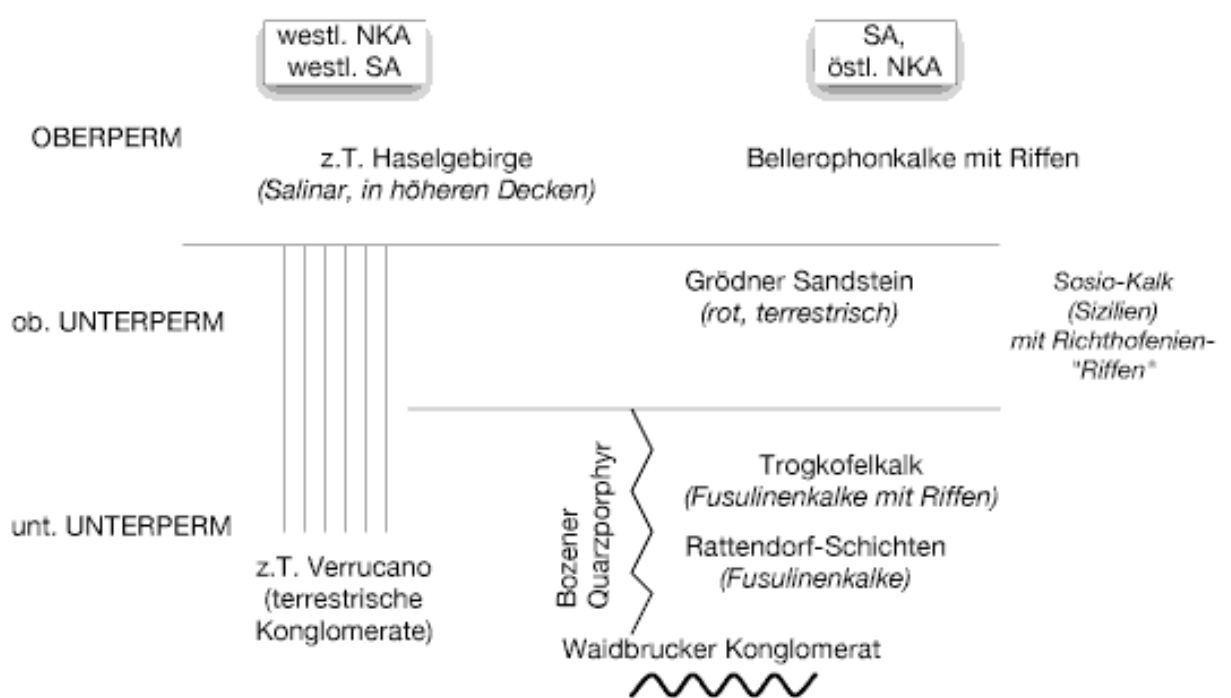 westl. NKA
westl. SA
SA,
östl. NKA
OBERPERM
z.T. Haselgebirge
(Salinar, in höheren Decken)
Bellerophonkalke mit Riffen
ob. UNTERPERM
Grödner Sandstein
(rot, terrestrisch)
Sosio-Kalk
(Sizilien)
mit Richthofenien-
"Riffen"
unt. UNTERPERM
z.T. Verrucano
(terrestrische
Konglomerate)
Bozener
Quarzporphyr
Trogkofelkalk
(Fusulinenkalke mit Riffen)
Rattendorf-Schichten
(Fusulinenkalke)
Waidbrucker Konglomerat